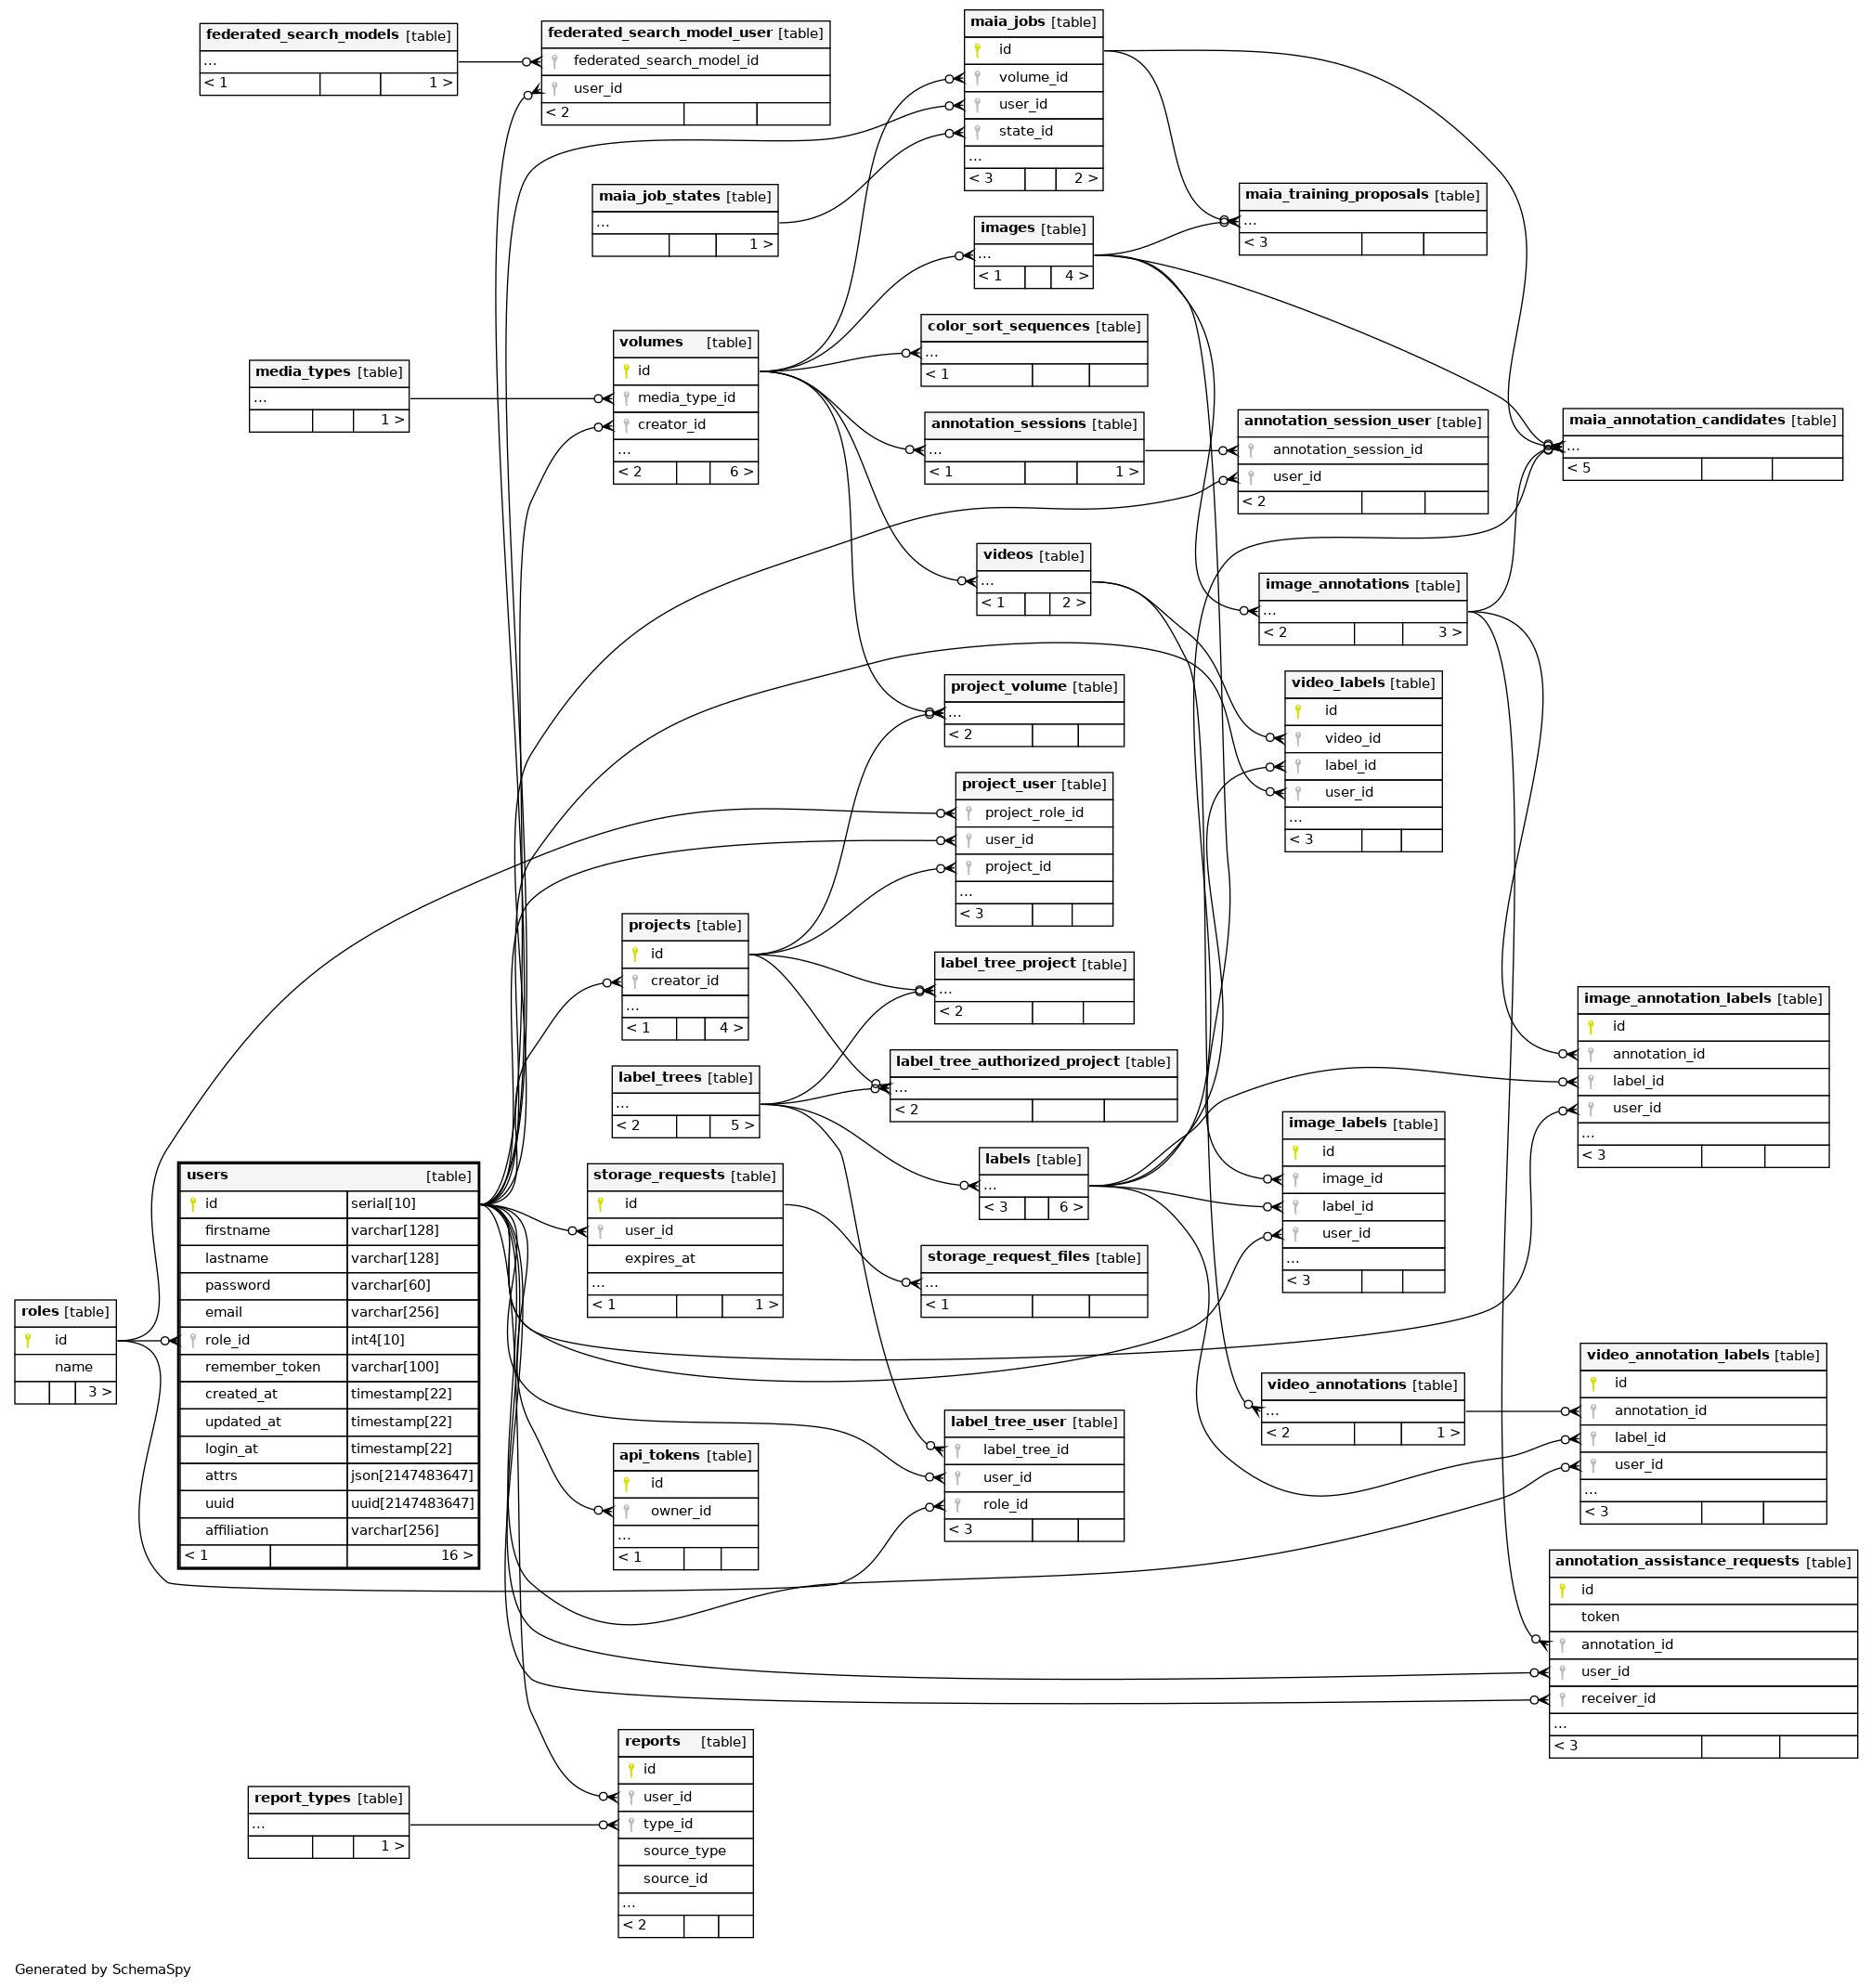 federated_search_models [table]
...
< 1 1 >
federated_search_model_user [table]
federated_search_model_id
user_id
< 2
maia_jobs [table]
id
volume_id
user_id
state_id
...
< 3 2 >
maia_job_states [table]
...
1 >
maia_training_proposals [table]
...
< 3
images [table]
...
< 1 4 >
color_sort_sequences [table]
...
< 1
volumes [table]
id
media_type_id
creator_id
...
< 2 6 >
media_types [table]
...
1 >
annotation_sessions [table]
...
< 1 1 >
annotation_session_user [table]
annotation_session_id
user_id
< 2
maia_annotation_candidates [table]
...
< 5
videos [table]
...
< 1 2 >
image_annotations [table]
...
< 2 3 >
video_labels [table]
id
video_id
label_id
user_id
...
< 3
project_volume [table]
...
< 2
project_user [table]
project_role_id
user_id
project_id
...
< 3
projects [table]
id
creator_id
...
< 1 4 >
label_tree_project [table]
...
< 2
label_tree_authorized_project [table]
...
< 2
label_trees [table]
...
< 2 5 >
image_annotation_labels [table]
id
annotation_id
label_id
user_id
...
< 3
image_labels [table]
id
image_id
label_id
user_id
...
< 3
labels [table]
...
< 3 6 >
users [table]
id serial[10]
firstname varchar[128]
lastname varchar[128]
password varchar[60]
email varchar[256]
role_id int4[10]
remember_token varchar[100]
created_at timestamp[22]
updated_at timestamp[22]
login_at timestamp[22]
attrs json[2147483647]
uuid uuid[2147483647]
affiliation varchar[256]
< 1 16 >
storage_requests [table]
id
user_id
expires_at
...
< 1 1 >
storage_request_files [table]
...
< 1
roles [table]
id
name
3 >
video_annotations [table]
...
< 2 1 >
video_annotation_labels [table]
id
annotation_id
label_id
user_id
...
< 3
label_tree_user [table]
label_tree_id
user_id
role_id
< 3
api_tokens [table]
id
owner_id
...
< 1
annotation_assistance_requests [table]
id
token
annotation_id
user_id
receiver_id
...
< 3
reports [table]
id
user_id
type_id
source_type
source_id
...
< 2
report_types [table]
...
1 >
Generated by SchemaSpy